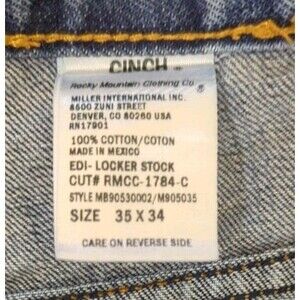 CINCH
Rocky Mountain Clothing Co.
®
MILLER INTERNATIONAL INC.
8500 ZUNI STREET
DENVER, CO 80260 USA
RN17901
100% COTTON/COTON
MADE IN MEXICO
EDI- LOCKER STOCK
CUT# RMCC-1784-C
STYLE MB90530002/M905035
SIZE 35 X 34
CARE ON REVERSE SIDE